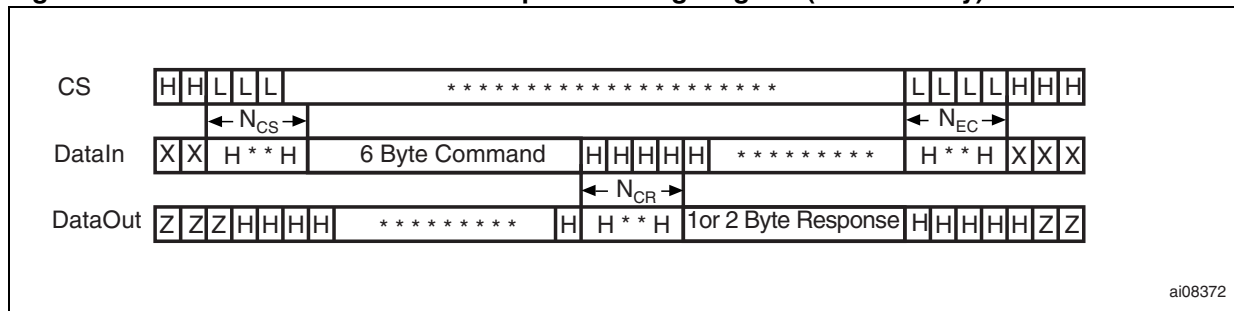 CS H H L L L * * * * * * * * * * * * * * * * * * * * * L L L L H H H
N_CS N_EC
DataIn X X H * * H 6 Byte Command H H H H H * * * * * * * * * H * * H X X X
N_CR
DataOut Z Z Z H H H H * * * * * * * * * H H * * H 1or 2 Byte Response H H H H H Z Z
ai08372